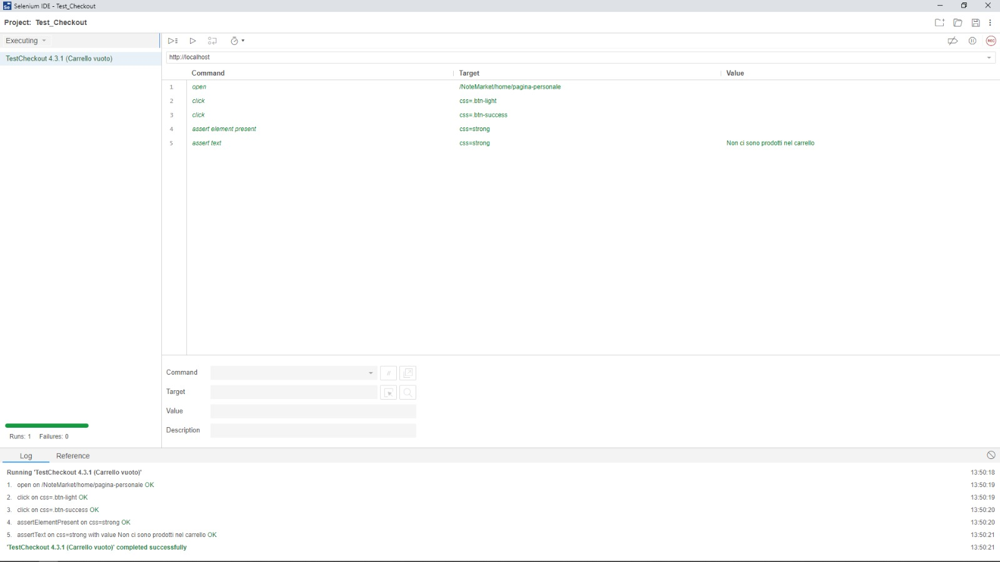 Selenium IDE - Test_Checkout
Project: Test_Checkout
Executing
TestCheckout 4.3.1 (Carrello vuoto)
http://localhost
Command Target Value
1 open /NoteMarket/home/pagina-personale
2 click css=.btn-light
3 click css=.btn-success
4 assert element present css=strong
5 assert text css=strong Non ci sono prodotti nel carrello
REC
Command //
Target
Value
Description
Runs: 1 Failures: 0
Log Reference
Running 'TestCheckout 4.3.1 (Carrello vuoto)' 13:50:18
1. open on /NoteMarket/home/pagina-personale OK 13:50:19
2. click on css=.btn-light OK 13:50:19
3. click on css=.btn-success OK 13:50:20
4. assertElementPresent on css=strong OK 13:50:20
5. assertText on css=strong with value Non ci sono prodotti nel carrello OK 13:50:21
'TestCheckout 4.3.1 (Carrello vuoto)' completed successfully 13:50:21